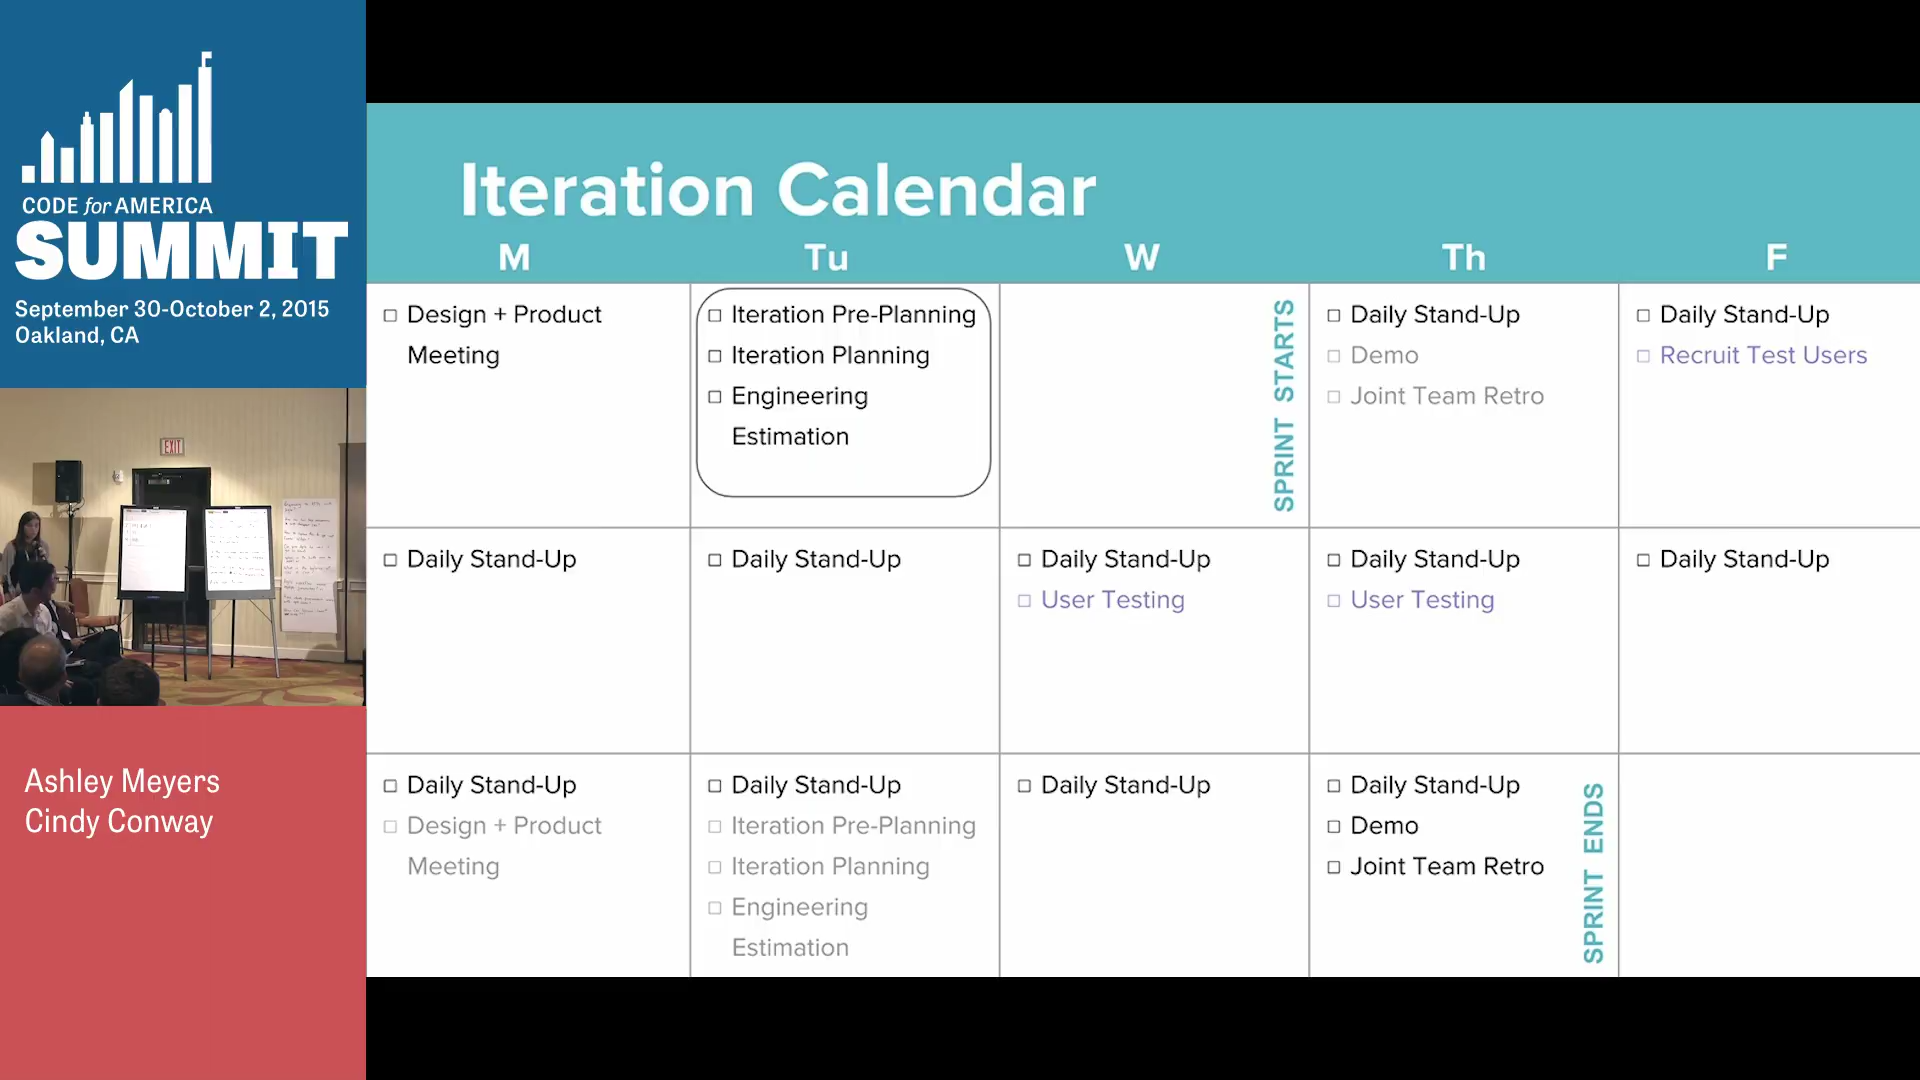 CODE for AMERICA
SUMMIT
September 30-October 2, 2015
Oakland, CA
EXIT
Ashley Meyers
Cindy Conway
Iteration Calendar
M
Tu
W
Th
F
Design + Product
Meeting
Iteration Pre-Planning
Iteration Planning
Engineering
Estimation
SPRINT STARTS
Daily Stand-Up
Demo
Joint Team Retro
Daily Stand-Up
Recruit Test Users
Daily Stand-Up
Daily Stand-Up
Daily Stand-Up
User Testing
Daily Stand-Up
User Testing
Daily Stand-Up
Daily Stand-Up
Design + Product
Meeting
Daily Stand-Up
Iteration Pre-Planning
Iteration Planning
Engineering
Estimation
Daily Stand-Up
Daily Stand-Up
Demo
Joint Team Retro
SPRINT ENDS